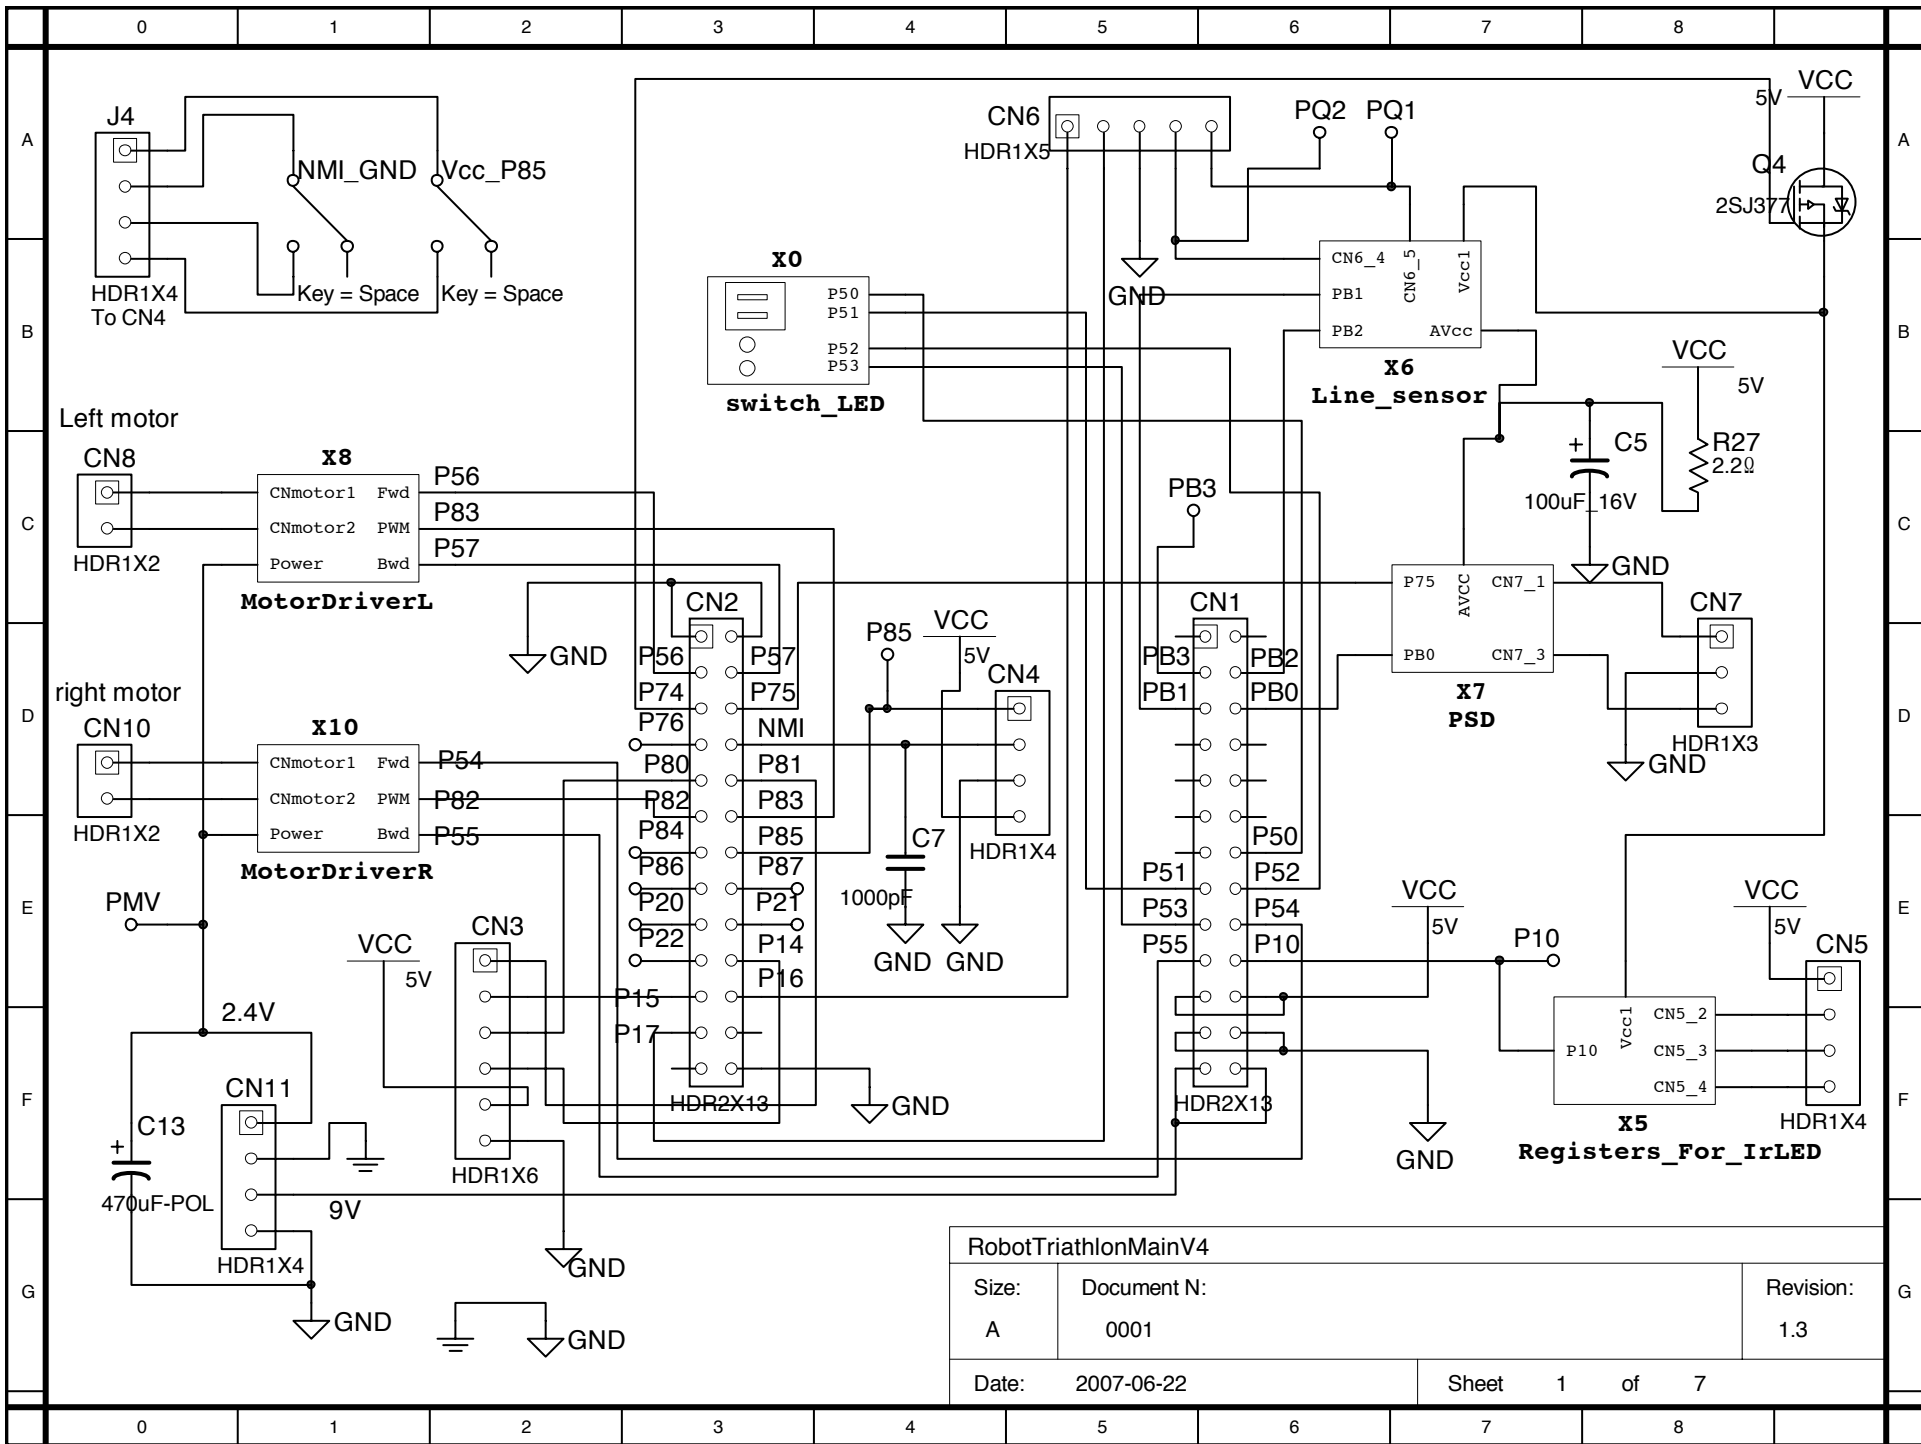 0 1 2 3 4 5 6 7 8
A
B
C
D
E
F
G
A
B
C
D
E
F
G
J4
HDR1X4
To CN4
NMI_GND
Vcc_P85
Key = Space
Key = Space
CN6
HDR1X5
PQ2
PQ1
VCC
5V
Q4
2SJ377
X0
P50
P51
P52
P53
switch_LED
GND
CN6_4
CN6_5
Vcc1
PB1
PB2
AVcc
X6
Line_sensor
VCC
5V
R27
2.2Ω
C5
100uF_16V
GND
Left motor
CN8
HDR1X2
X8
CNmotor1 Fwd
CNmotor2 PWM
Power Bwd
MotorDriverL
P56
P83
P57
GND
right motor
CN10
HDR1X2
X10
CNmotor1 Fwd
CNmotor2 PWM
Power Bwd
MotorDriverR
P54
P82
P55
CN2
P56 P57
P74 P75
P76 NMI
P80 P81
P82 P83
P84 P85
P86 P87
P20 P21
P22 P14
P15 P16
P17
HDR2X13
GND
P85
VCC
5V
CN4
HDR1X4
C7
1000pF
GND
GND
PB3
CN1
PB3 PB2
PB1 PB0
P50
P51 P52
P53 P54
P55 P10
HDR2X13
P75
AVCC
CN7_1
PB0
CN7_3
X7
PSD
CN7
HDR1X3
GND
VCC
5V
P10
GND
VCC
5V
CN5
HDR1X4
Vcc1
P10
CN5_2
CN5_3
CN5_4
X5
Registers_For_IrLED
PMV
VCC
5V
CN3
HDR1X6
GND
2.4V
CN11
HDR1X4
C13
470uF-POL
9V
GND
GND
RobotTriathlonMainV4
Size: Document N: Revision:
A 0001 1.3
Date: 2007-06-22 Sheet 1 of 7
0 1 2 3 4 5 6 7 8